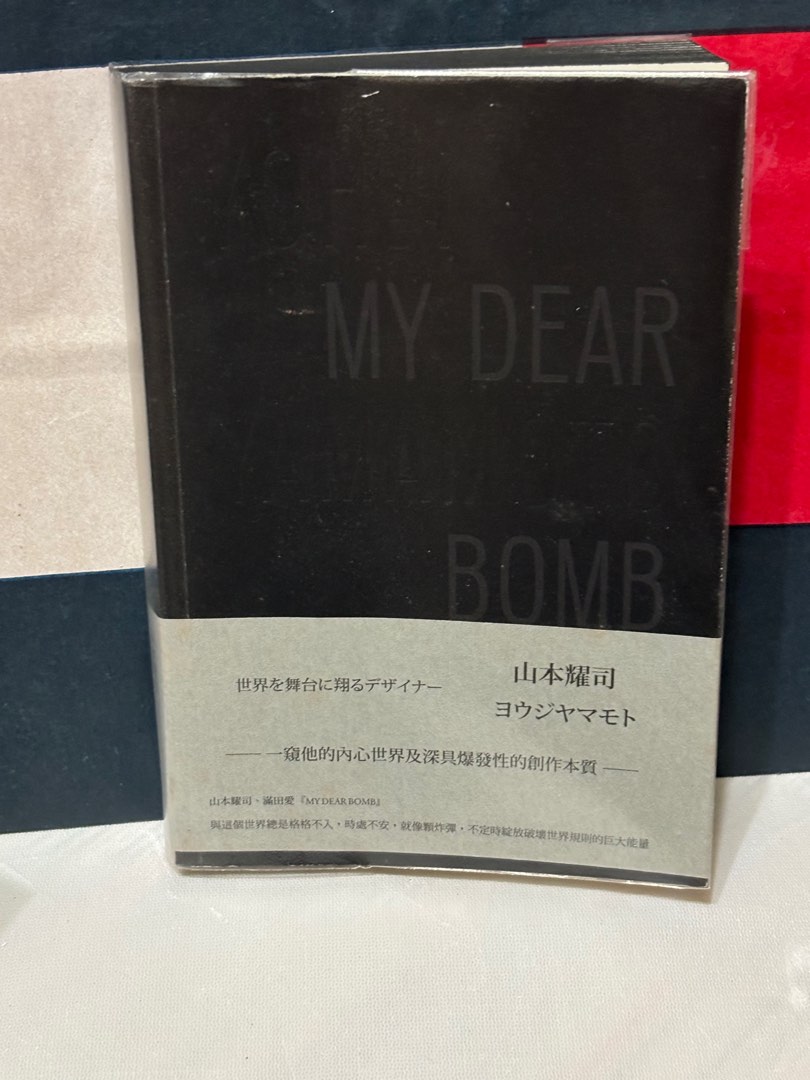 MY DEAR
BOMB
世界を舞台に翔るデザイナー
山本耀司
ヨウジヤマモト
—— 一窺他的內心世界及深具爆發性的創作本質 ——
山本耀司、滿田愛『MY DEAR BOMB』
與這個世界總是格格不入,時處不安,就像顆炸彈,不定時綻放破壞世界規則的巨大能量